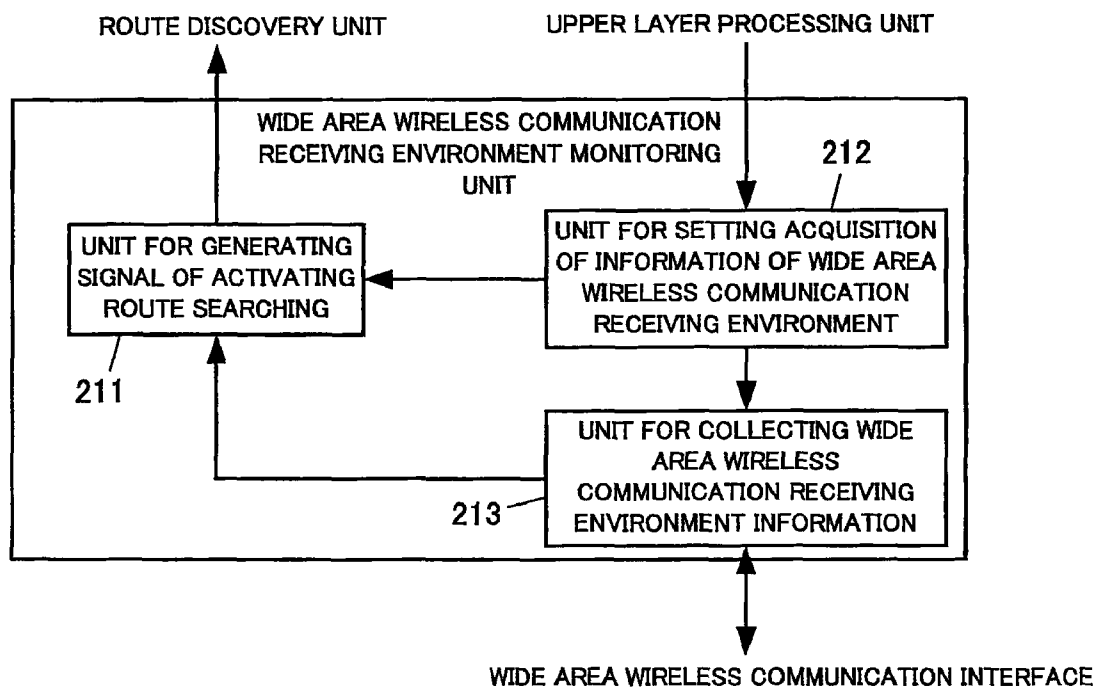 ROUTE DISCOVERY UNIT
UPPER LAYER PROCESSING UNIT
WIDE AREA WIRELESS COMMUNICATION
RECEIVING ENVIRONMENT MONITORING
UNIT
212
UNIT FOR GENERATING
SIGNAL OF ACTIVATING
ROUTE SEARCHING
211
UNIT FOR SETTING ACQUISITION
OF INFORMATION OF WIDE AREA
WIRELESS COMMUNICATION
RECEIVING ENVIRONMENT
UNIT FOR COLLECTING WIDE
AREA WIRELESS
COMMUNICATION RECEIVING
ENVIRONMENT INFORMATION
213
WIDE AREA WIRELESS COMMUNICATION INTERFACE